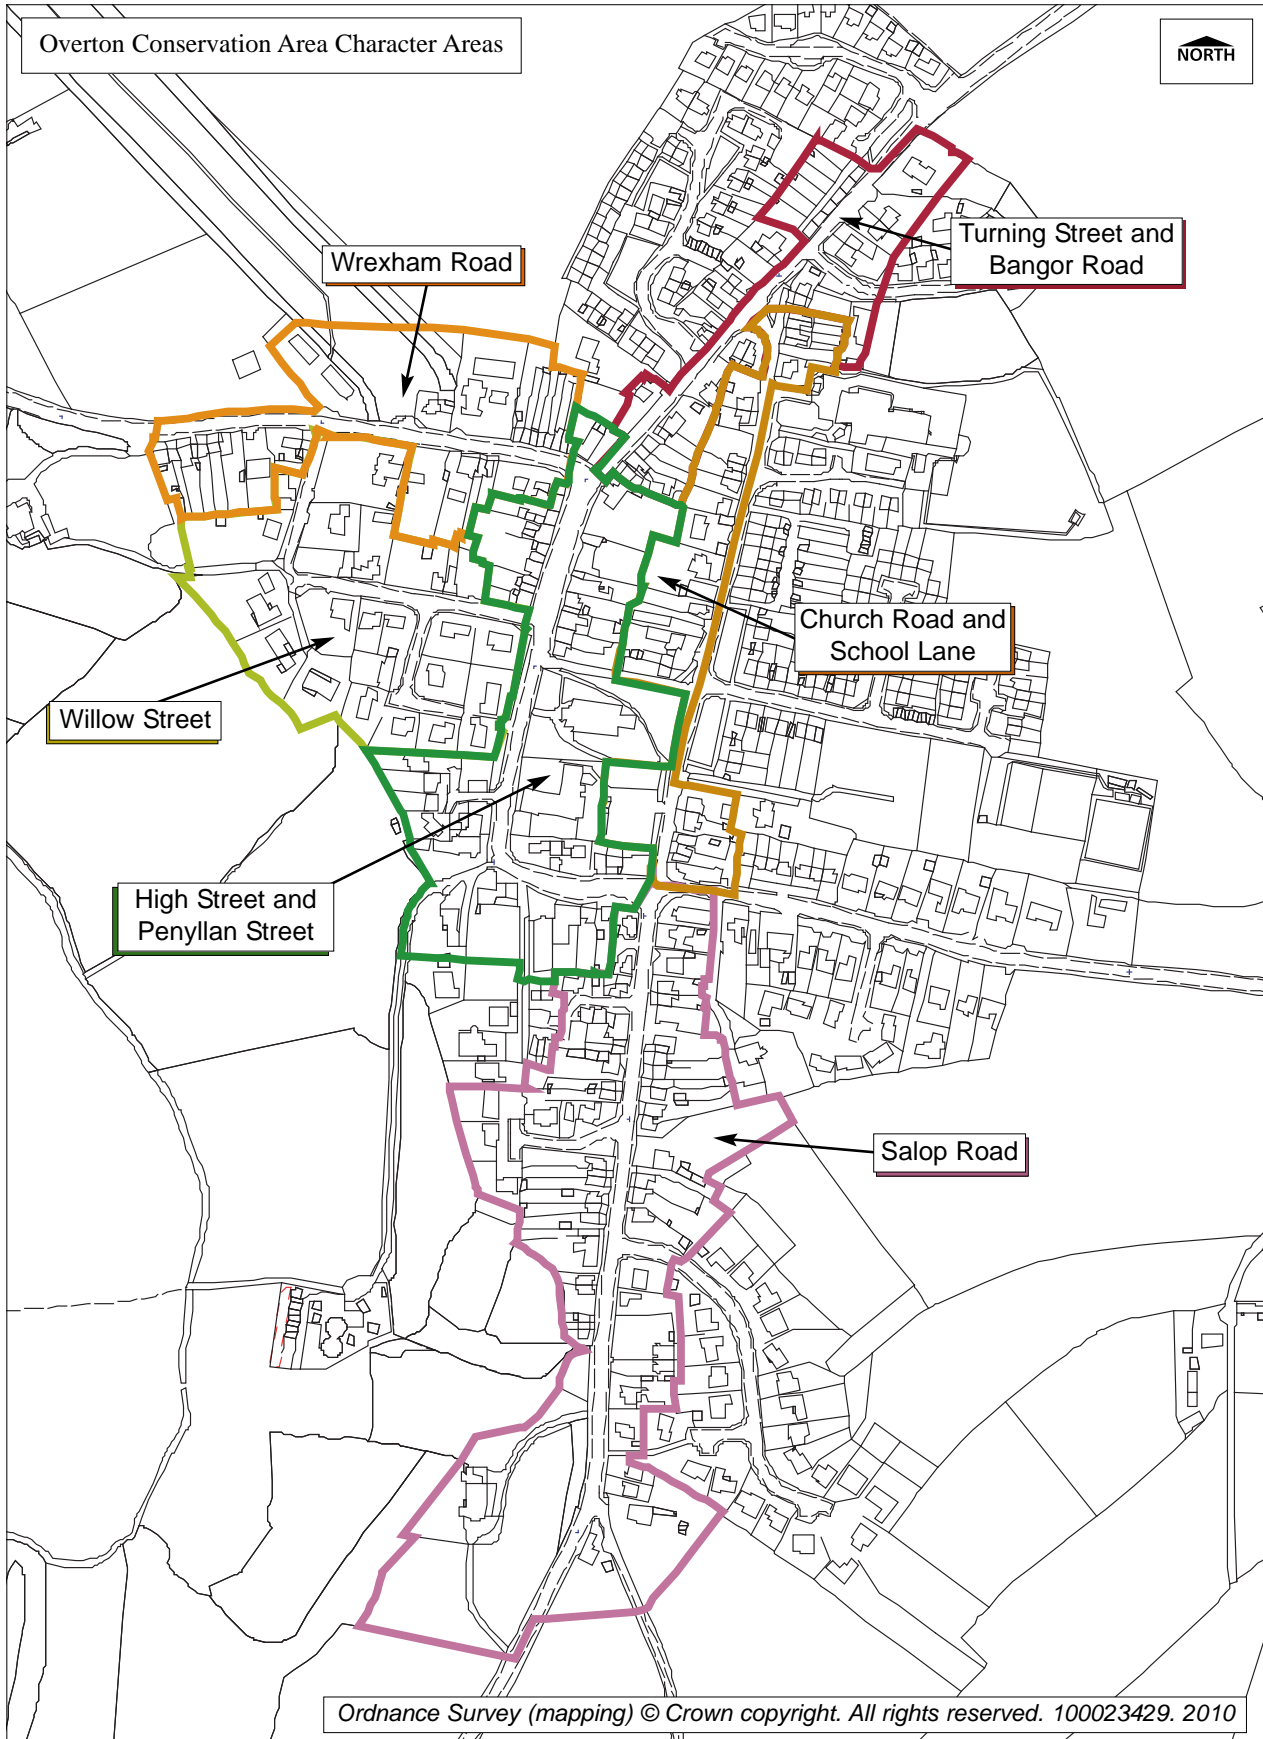 Overton Conservation Area Character Areas
NORTH
Turning Street and
Bangor Road
Wrexham Road
Church Road and
School Lane
Willow Street
High Street and
Penyllan Street
Salop Road
Ordnance Survey (mapping) © Crown copyright. All rights reserved. 100023429. 2010